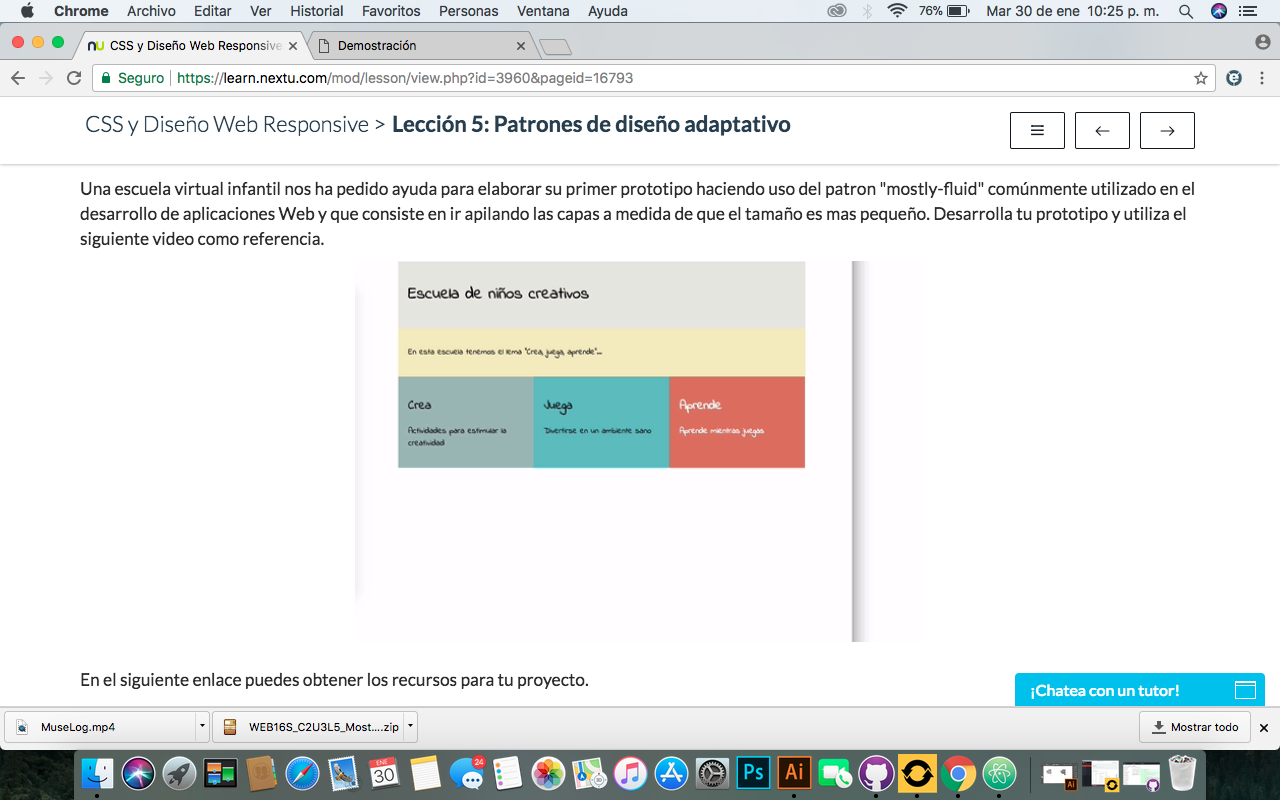 Chrome Archivo Editar Ver Historial Favoritos Personas Ventana Ayuda 76% Mar 30 de ene 10:25 p. m.
CSS y Diseño Web Responsive Demostración
Seguro https://learn.nextu.com/mod/lesson/view.php?id=3960&pageid=16793
CSS y Diseño Web Responsive > Lección 5: Patrones de diseño adaptativo
Una escuela virtual infantil nos ha pedido ayuda para elaborar su primer prototipo haciendo uso del patron "mostly-fluid" comúnmente utilizado en el
desarrollo de aplicaciones Web y que consiste en ir apilando las capas a medida de que el tamaño es mas pequeño. Desarrolla tu prototipo y utiliza el
siguiente video como referencia.
Escuela de niños creativos
En esta escuela tenemos el lema "Crea, juega, aprende"...
Crea
Actividades para estimular la
creatividad
Juega
Divertirse en un ambiente sano
Aprende
Aprende mientras juegas
En el siguiente enlace puedes obtener los recursos para tu proyecto.
¡Chatea con un tutor!
MuseLog.mp4 WEB16S_C2U3L5_Most....zip Mostrar todo
ENE
30
24
Ps
Ai